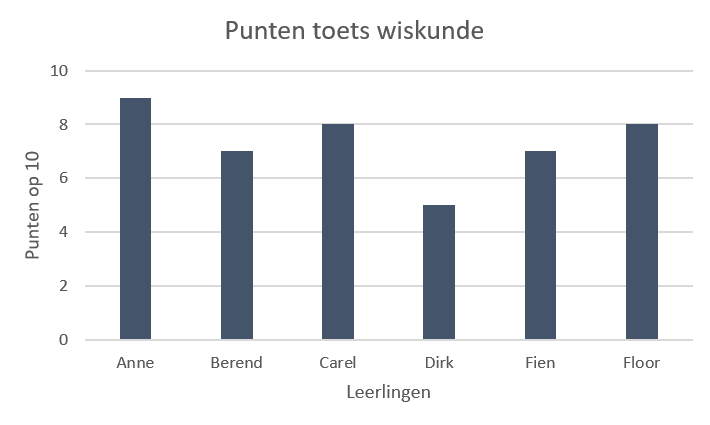 Punten toets wiskunde
Punten op 10
10
8
6
4
2
0
Anne Berend Carel Dirk Fien Floor
Leerlingen